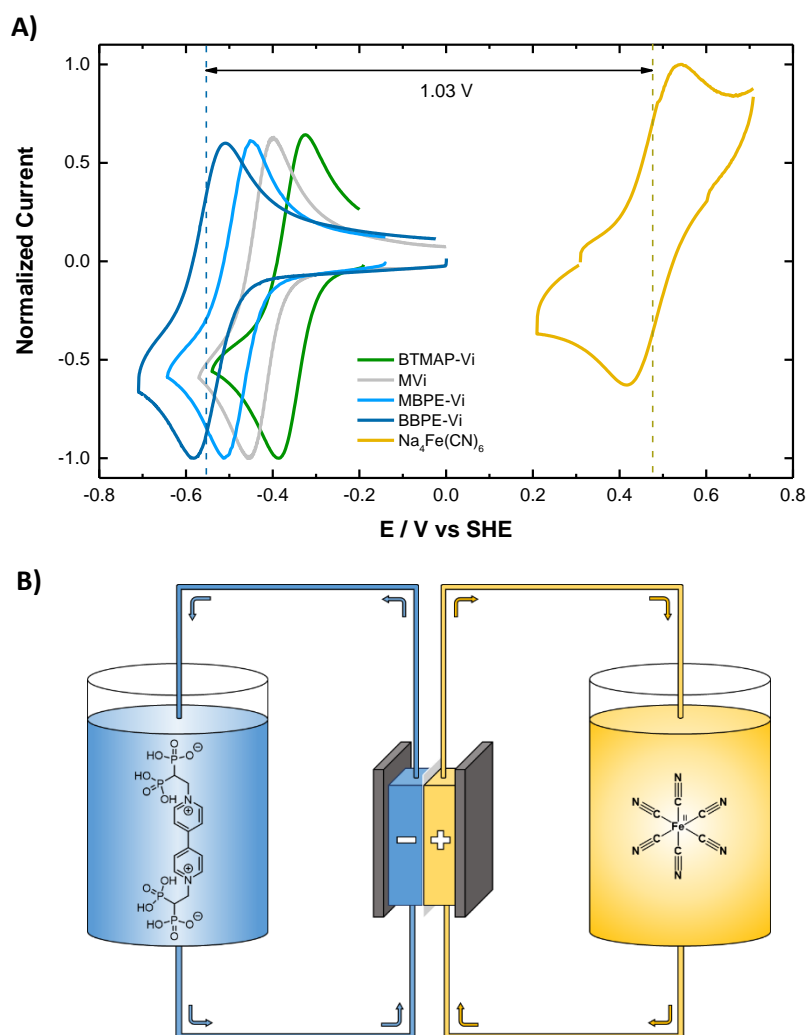 A)
1.0
0.5
0.0
-0.5
-1.0
Normalized Current
1.03 V
BTMAP-Vi
MVi
MBPE-Vi
BBPE-Vi
Na₄Fe(CN)₆
-0.8 -0.6 -0.4 -0.2 0.0 0.2 0.4 0.6 0.8
E / V vs SHE
B)
O O
HO P O ⊖
HO P
O OH
N
+
+
N
O OH
P
HO P O ⊖
HO O
− +
N
C
N C C N
Fe II
N C C N
C
N